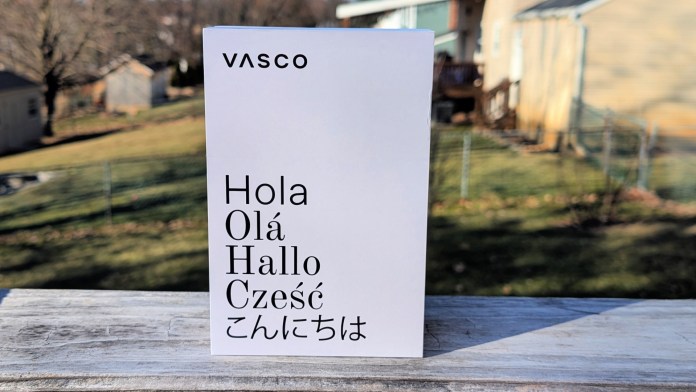 VASCO
Hola
Olá
Hallo
Cześć
こんにちは